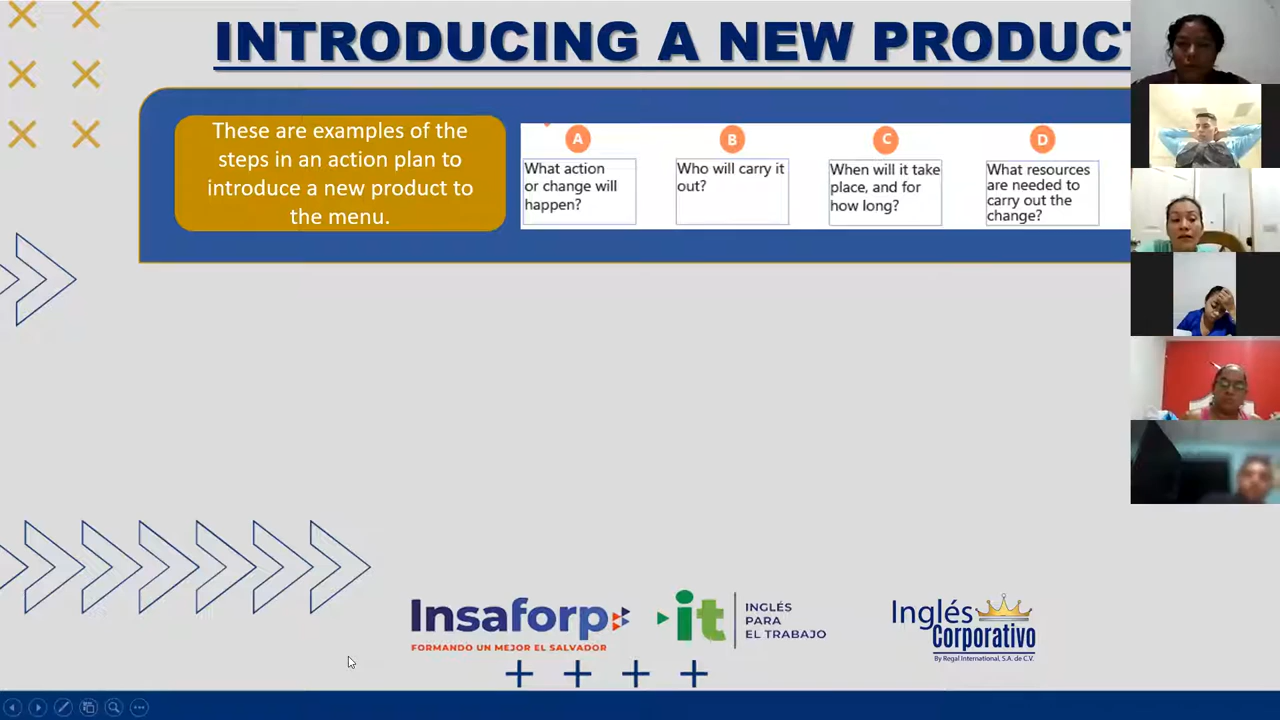 INTRODUCING A NEW PRODUCT
These are examples of the
steps in an action plan to
introduce a new product to
the menu.
A
What action
or change will
happen?
B
Who will carry it
out?
C
When will it take
place, and for
how long?
D
What resources
are needed to
carry out the
change?
Insaforp
FORMANDO UN MEJOR EL SALVADOR
it
INGLÉS
PARA
EL TRABAJO
Inglés
Corporativo
By Regal International, S.A. de C.V.